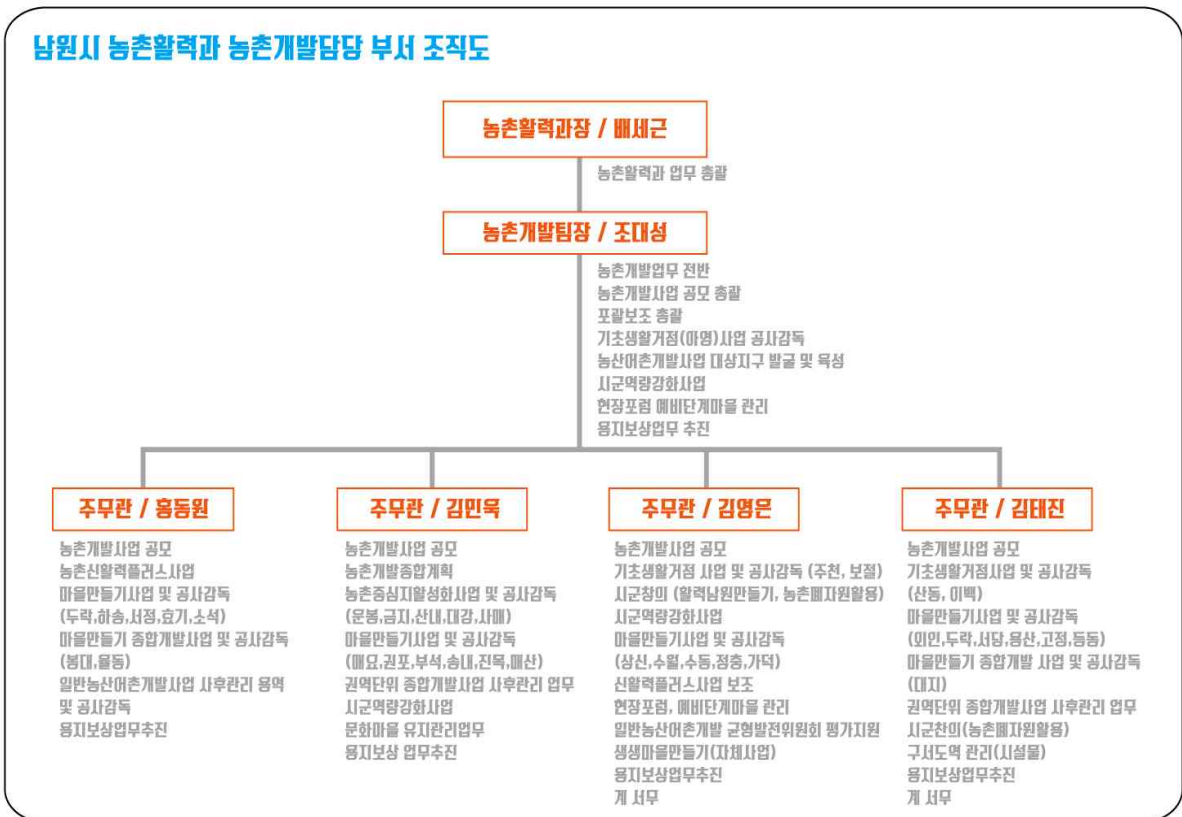 남원시 농촌활력과 농촌개발담당 부서 조직도
농촌활력과장 / 배세근
농촌활력과 업무 총괄
농촌개발팀장 / 조대성
농촌개발업무 전반
농촌개발사업 공모 총괄
포괄보조 총괄
기초생활거점(아영)사업 공사감독
농산어촌개발사업 대상지구 발굴 및 육성
시군역량강화사업
현장포럼 예비단계마을 관리
용지보상업무 추진
주무관 / 홍동원
농촌개발사업 공모
농촌신활력플러스사업
마을만들기사업 및 공사감독
(두락,하송,서정,효기,소석)
마을만들기 종합개발사업 및 공사감독
(봉대,율동)
일반농산어촌개발사업 사후관리 용역
및 공사감독
용지보상업무추진
주무관 / 김민욱
농촌개발사업 공모
농촌개발종합계획
농촌중심지활성화사업 및 공사감독
(운봉,금지,산내,대강,사매)
마을만들기사업 및 공사감독
(매요,권포,부석,송내,진목,매산)
권역단위 종합개발사업 사후관리 업무
시군역량강화사업
문화마을 유지관리업무
용지보상 업무추진
주무관 / 김영은
농촌개발사업 공모
기초생활거점 사업 및 공사감독 (주천, 보절)
시군창의 (활력남원만들기, 농촌폐자원활용)
시군역량강화사업
마을만들기사업 및 공사감독
(상신,수월,수동,정충,가덕)
신활력플러스사업 보조
현장포럼, 예비단계마을 관리
일반농산어촌개발 균형발전위원회 평가지원
생생마을만들기(자체사업)
용지보상업무추진
계 서무
주무관 / 김태진
농촌개발사업 공모
기초생활거점사업 및 공사감독
(산동, 이백)
마을만들기사업 및 공사감독
(외인,두락,서당,용산,고정,등동)
마을만들기 종합개발 사업 및 공사감독
(대지)
권역단위 종합개발사업 사후관리 업무
시군찬의(농촌폐자원활용)
구서도역 관리(시설물)
용지보상업무추진
계 서무